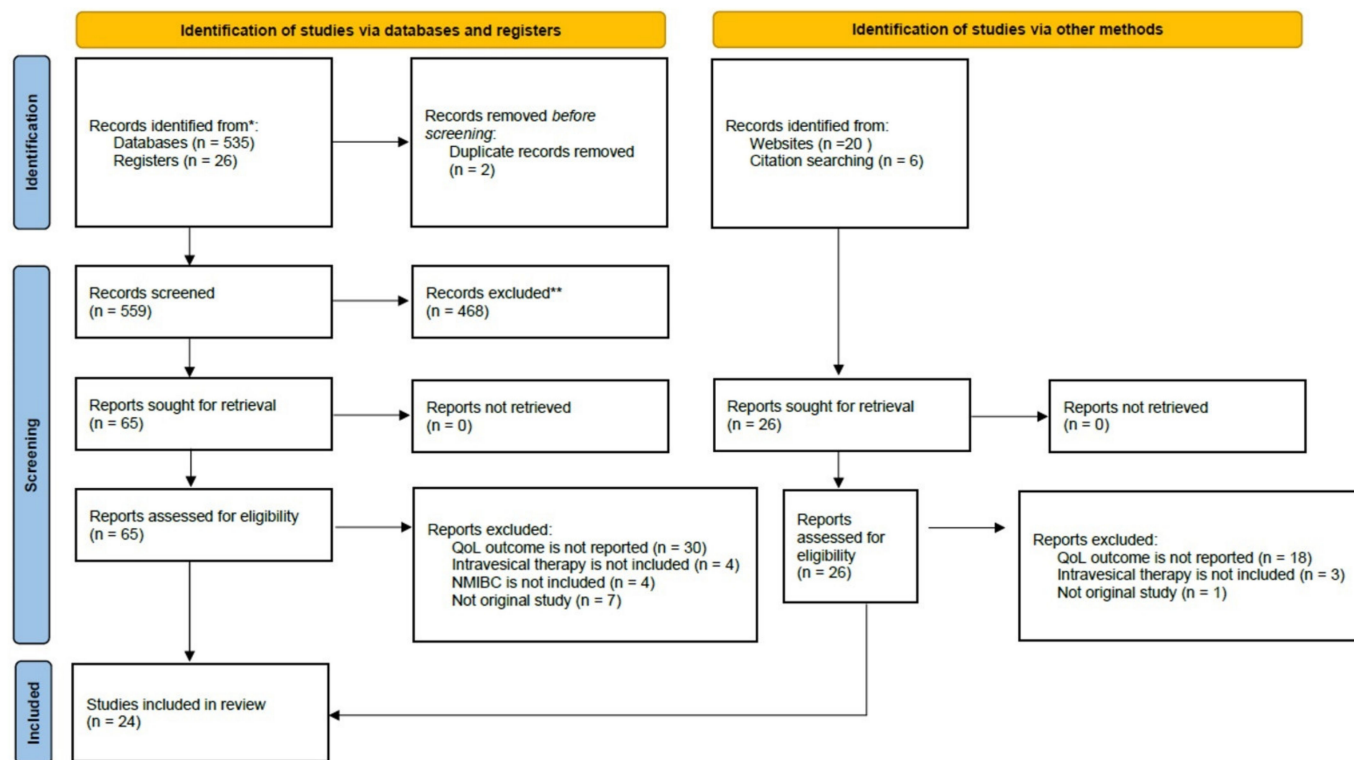 Identification of studies via databases and registers
Identification of studies via other methods
Identification
Records identified from*:
Databases (n = 535)
Registers (n = 26)
Records removed before
screening:
Duplicate records removed
(n = 2)
Records identified from:
Websites (n =20 )
Citation searching (n = 6)
Screening
Records screened
(n = 559)
Records excluded**
(n = 468)
Reports sought for retrieval
(n = 65)
Reports not retrieved
(n = 0)
Reports sought for retrieval
(n = 26)
Reports not retrieved
(n = 0)
Reports assessed for eligibility
(n = 65)
Reports excluded:
QoL outcome is not reported (n = 30)
Intravesical therapy is not included (n = 4)
NMIBC is not included (n = 4)
Not original study (n = 7)
Reports
assessed for
eligibility
(n = 26)
Reports excluded:
QoL outcome is not reported (n = 18)
Intravesical therapy is not included (n = 3)
Not original study (n = 1)
Included
Studies included in review
(n = 24)